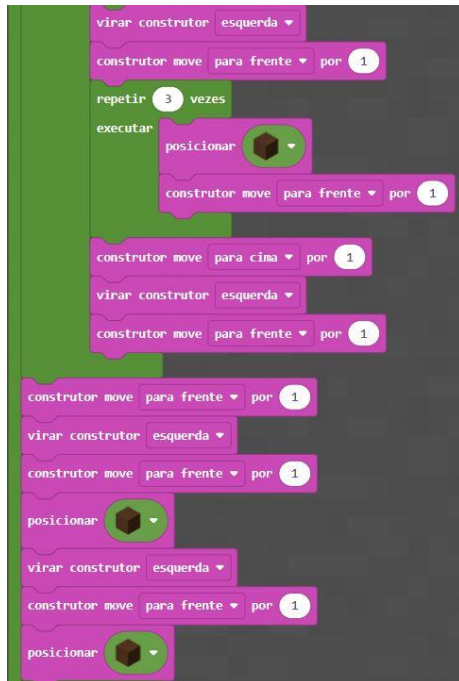 virar construtor esquerda
construtor move para frente por 1
repetir 3 vezes
executar
posicionar
construtor move para frente por 1
construtor move para cima por 1
virar construtor esquerda
construtor move para frente por 1
construtor move para frente por 1
virar construtor esquerda
construtor move para frente por 1
posicionar
virar construtor esquerda
construtor move para frente por 1
posicionar